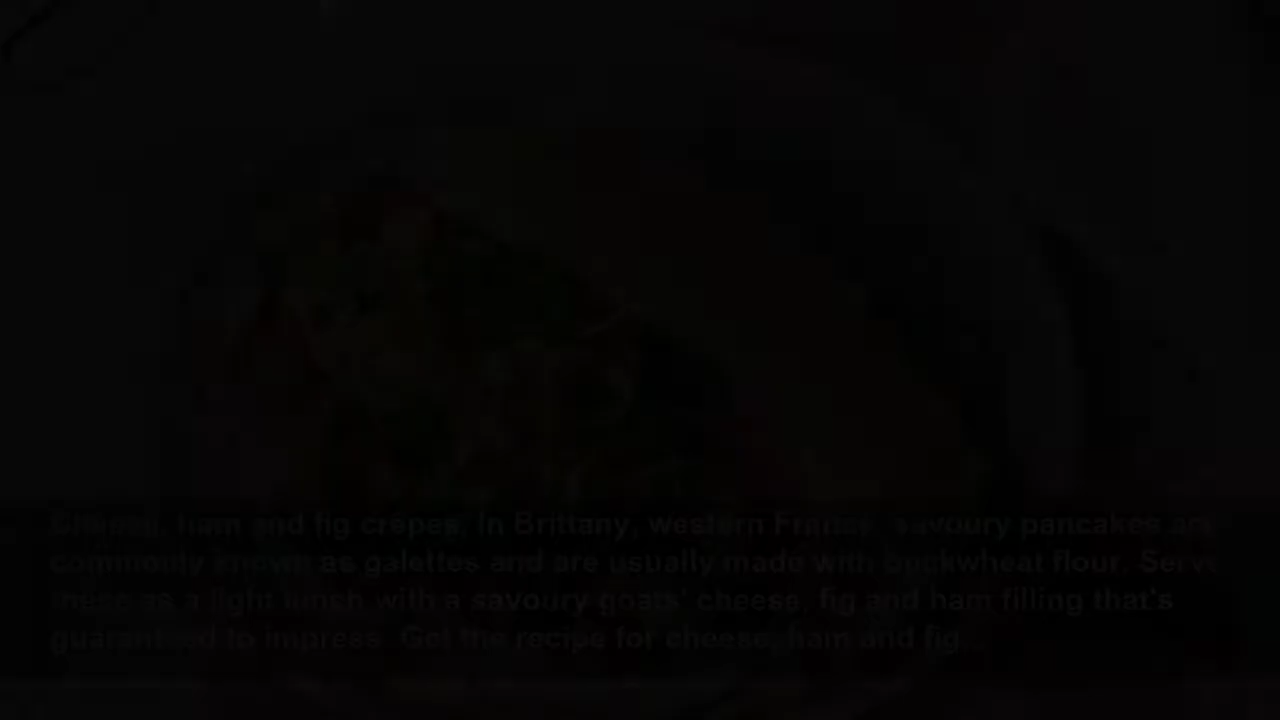 Cheese, ham and fig crêpes. In Brittany, western France, savoury pancakes are
commonly known as galettes and are usually made with buckwheat flour. Serve
these as a light lunch with a savoury goats' cheese, fig and ham filling that's
guaranteed to impress. Get the recipe for cheese, ham and fig...